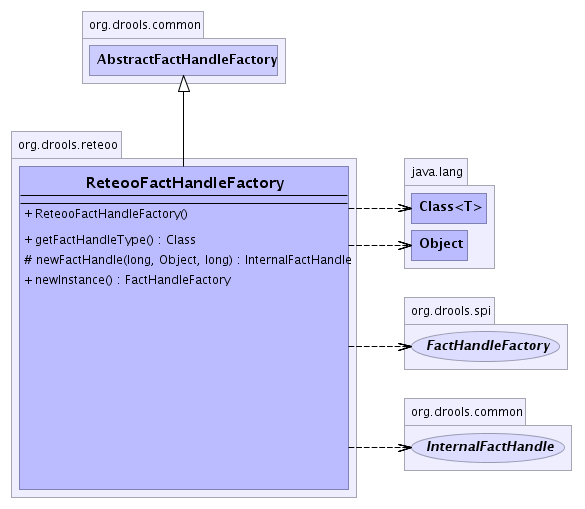 org.drools.common
AbstractFactHandleFactory
org.drools.reteoo
ReteooFactHandleFactory
+ ReteooFactHandleFactory()
+ getFactHandleType() : Class
# newFactHandle(long, Object, long) : InternalFactHandle
+ newInstance() : FactHandleFactory
java.lang
Class<T>
Object
org.drools.spi
FactHandleFactory
org.drools.common
InternalFactHandle